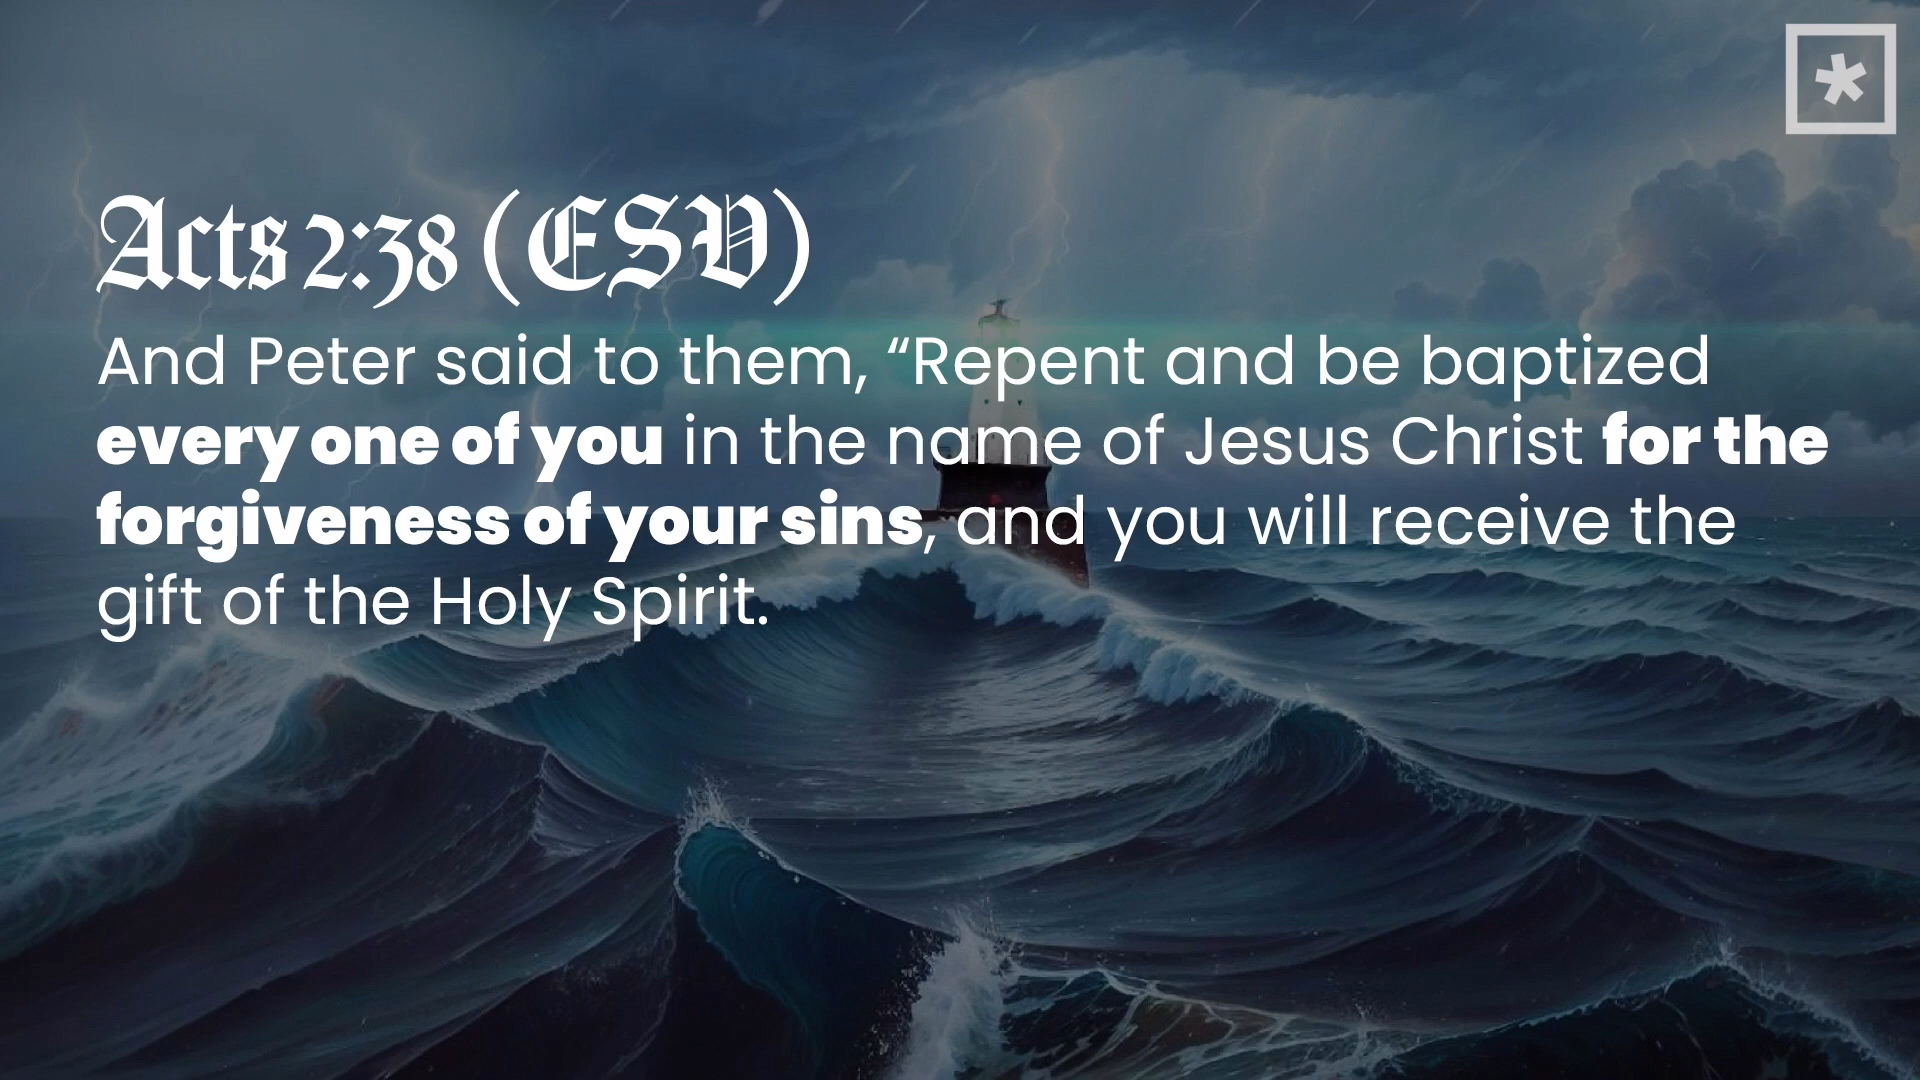 Acts 2:38 (ESV)
And Peter said to them, “Repent and be baptized
every one of you in the name of Jesus Christ for the
forgiveness of your sins, and you will receive the
gift of the Holy Spirit.